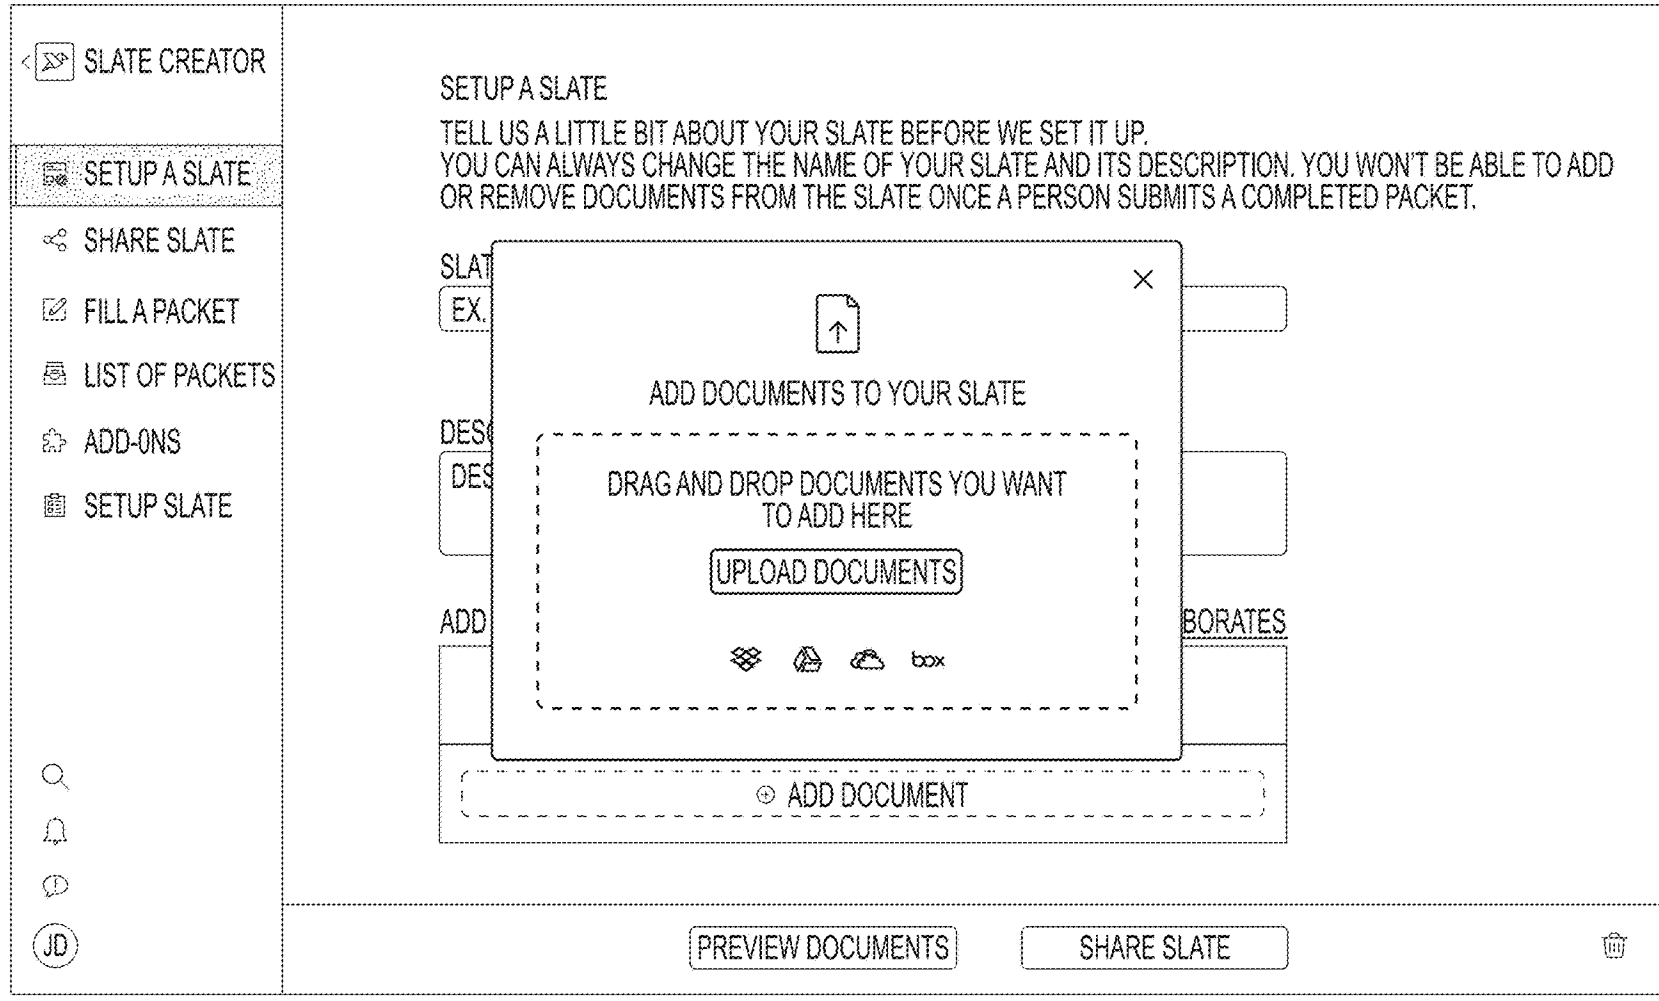 SLATE CREATOR
SETUP A SLATE
SHARE SLATE
FILL A PACKET
LIST OF PACKETS
ADD-0NS
SETUP SLATE
JD
SETUP A SLATE
TELL US A LITTLE BIT ABOUT YOUR SLATE BEFORE WE SET IT UP.
YOU CAN ALWAYS CHANGE THE NAME OF YOUR SLATE AND ITS DESCRIPTION. YOU WON'T BE ABLE TO ADD
OR REMOVE DOCUMENTS FROM THE SLATE ONCE A PERSON SUBMITS A COMPLETED PACKET.
SLAT
EX.
DESC
DES
ADD
BORATES
ADD DOCUMENTS TO YOUR SLATE
DRAG AND DROP DOCUMENTS YOU WANT
TO ADD HERE
UPLOAD DOCUMENTS
box
ADD DOCUMENT
PREVIEW DOCUMENTS
SHARE SLATE